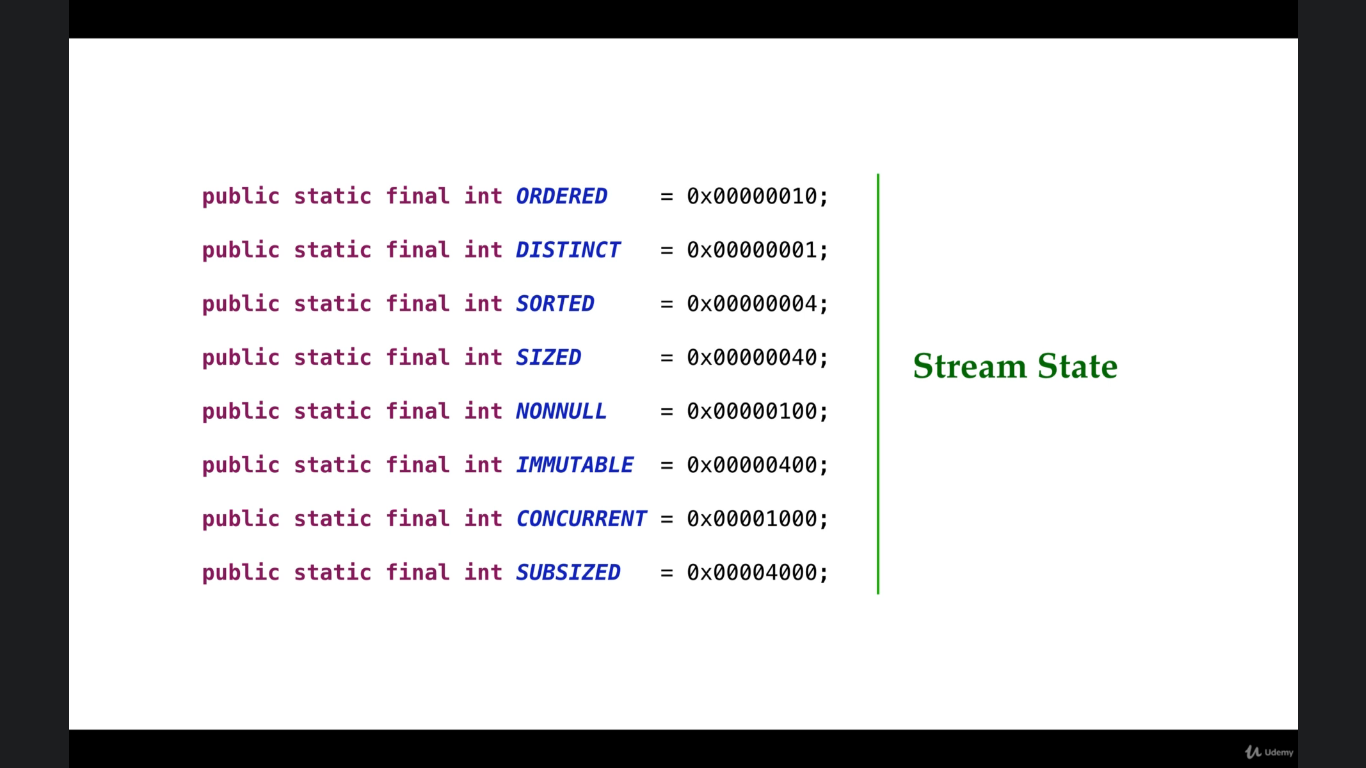 public static final int ORDERED = 0x00000010;
public static final int DISTINCT = 0x00000001;
public static final int SORTED = 0x00000004;
public static final int SIZED = 0x00000040;
public static final int NONNULL = 0x00000100;
public static final int IMMUTABLE = 0x00000400;
public static final int CONCURRENT = 0x00001000;
public static final int SUBSIZED = 0x00004000;
Stream State
Udemy